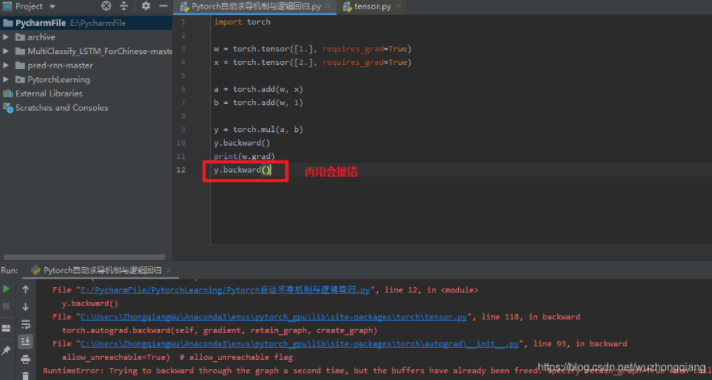 Project
Pytorch自动求导机制与逻辑回归.py
tensor.py
PycharmFile E:\PycharmFile
archive
MultiClassify_LSTM_ForChinese-master
pred-rnn-master
PytorchLearning
External Libraries
Scratches and Consoles
1 import torch
2
3 w = torch.tensor([1.], requires_grad=True)
4 x = torch.tensor([2.], requires_grad=True)
5
6 a = torch.add(w, x)
7 b = torch.add(w, 1)
8
9 y = torch.mul(a, b)
10 y.backward()
11 print(w.grad)
12 y.backward() 再用会报错
Run: Pytorch自动求导机制与逻辑回归
File "E:/PycharmFile/PytorchLearning/Pytorch自动求导机制与逻辑回归.py", line 12, in <module>
y.backward()
File "C:\Users\ZhongqiangWu\Anaconda3\envs\pytorch_gpu\lib\site-packages\torch\tensor.py", line 118, in backward
torch.autograd.backward(self, gradient, retain_graph, create_graph)
File "C:\Users\ZhongqiangWu\Anaconda3\envs\pytorch_gpu\lib\site-packages\torch\autograd\__init__.py", line 93, in backward
allow_unreachable=True) # allow_unreachable flag
https://blog.csdn.net/wuzhongqiang
RuntimeError: Trying to backward through the graph a second time, but the buffers have already been freed. Specify retain_graph=True when call